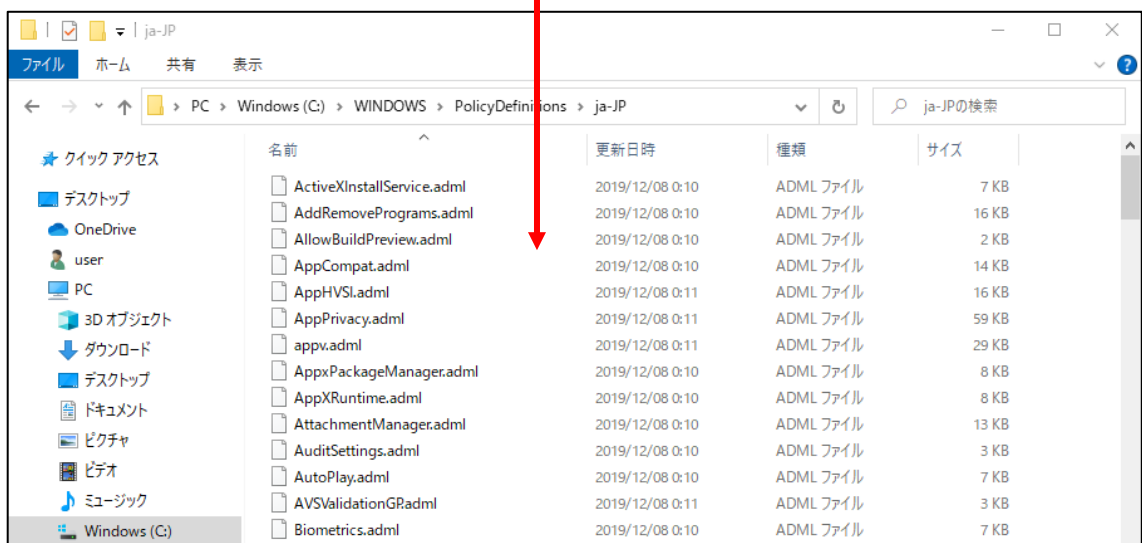 ja-JP
ファイル ホーム 共有 表示
PC > Windows (C:) > WINDOWS > PolicyDefinitions > ja-JP
ja-JPの検索
クイック アクセス
デスクトップ
OneDrive
user
PC
3D オブジェクト
ダウンロード
デスクトップ
ドキュメント
ピクチャ
ビデオ
ミュージック
Windows (C:)
名前 更新日時 種類 サイズ
ActiveXInstallService.adml 2019/12/08 0:10 ADML ファイル 7 KB
AddRemovePrograms.adml 2019/12/08 0:10 ADML ファイル 16 KB
AllowBuildPreview.adml 2019/12/08 0:10 ADML ファイル 2 KB
AppCompat.adml 2019/12/08 0:10 ADML ファイル 14 KB
AppHVSI.adml 2019/12/08 0:11 ADML ファイル 16 KB
AppPrivacy.adml 2019/12/08 0:11 ADML ファイル 59 KB
appv.adml 2019/12/08 0:11 ADML ファイル 29 KB
AppxPackageManager.adml 2019/12/08 0:10 ADML ファイル 8 KB
AppXRuntime.adml 2019/12/08 0:10 ADML ファイル 8 KB
AttachmentManager.adml 2019/12/08 0:10 ADML ファイル 13 KB
AuditSettings.adml 2019/12/08 0:10 ADML ファイル 3 KB
AutoPlay.adml 2019/12/08 0:10 ADML ファイル 7 KB
AVSValidationGP.adml 2019/12/08 0:11 ADML ファイル 3 KB
Biometrics.adml 2019/12/08 0:10 ADML ファイル 7 KB